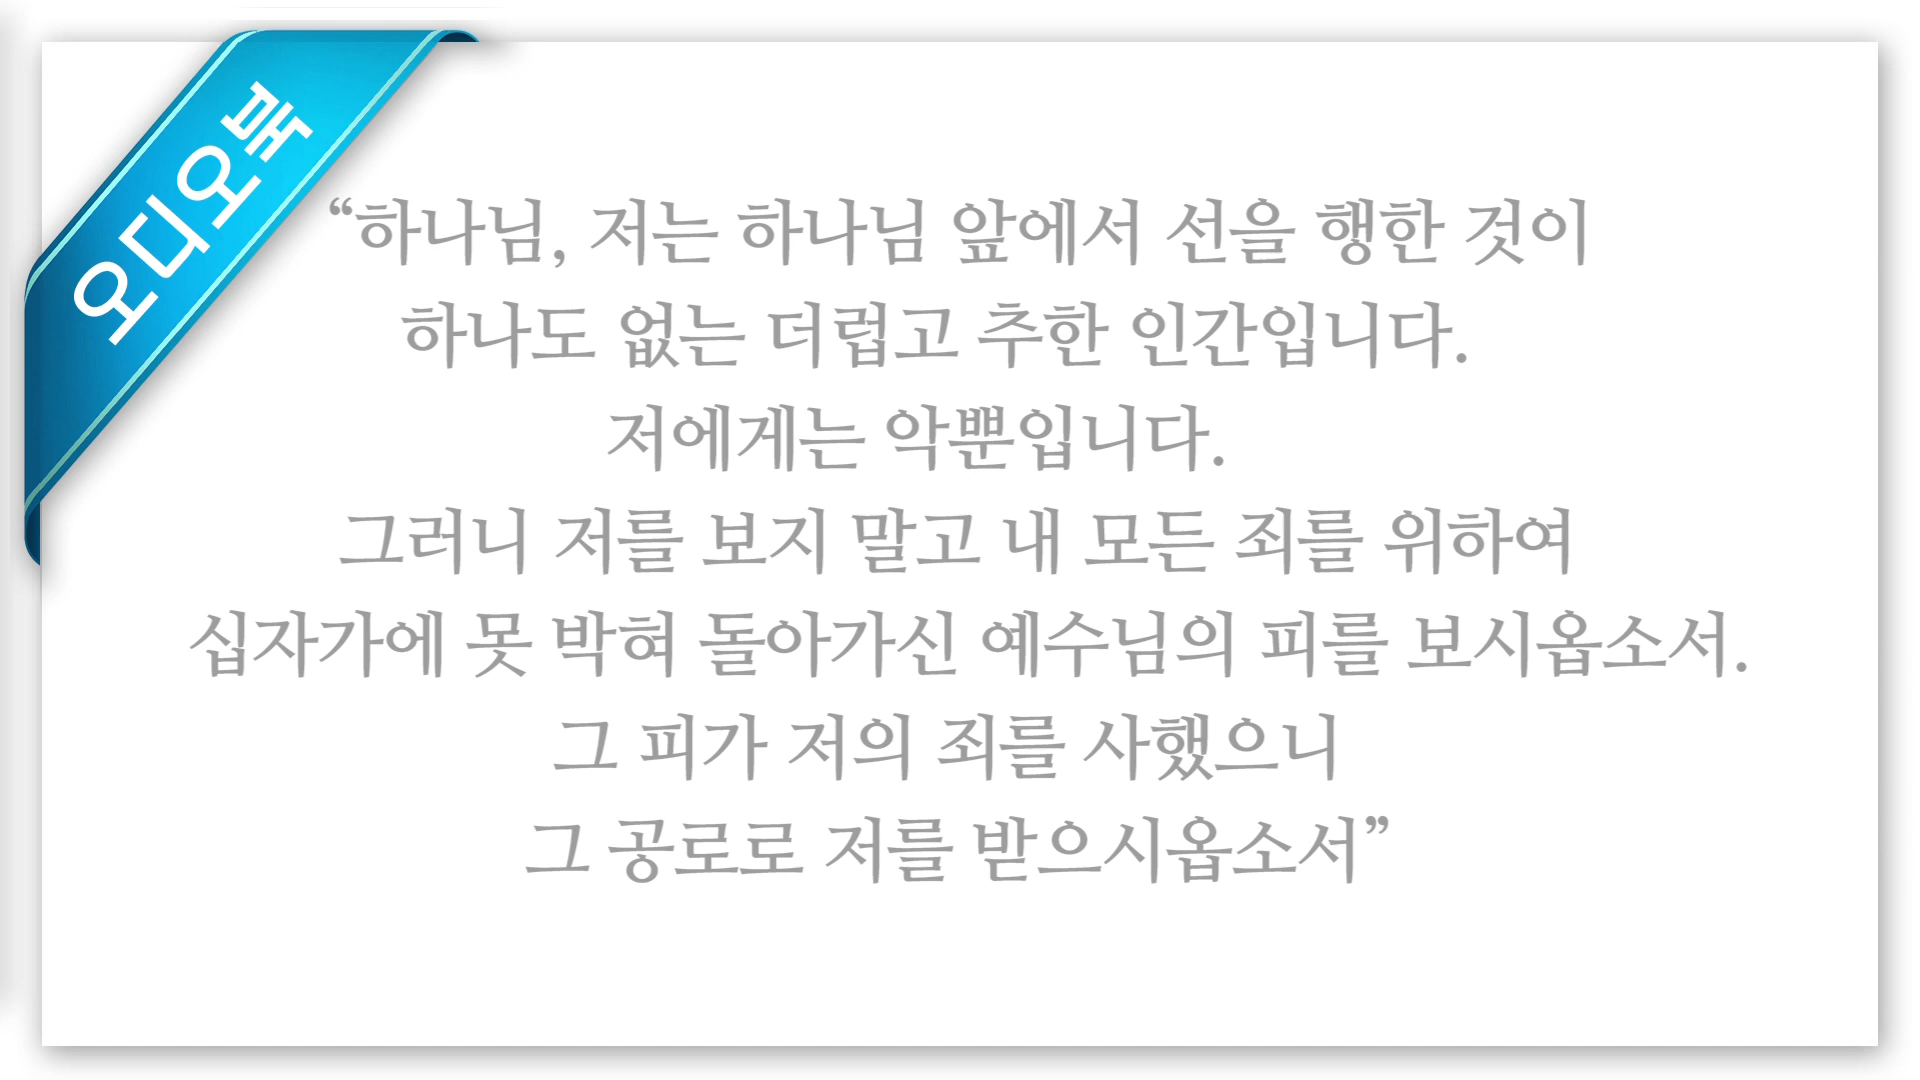 오디오북
“하나님, 저는 하나님 앞에서 선을 행한 것이
하나도 없는 더럽고 추한 인간입니다.
저에게는 악뿐입니다.
그러니 저를 보지 말고 내 모든 죄를 위하여
십자가에 못 박혀 돌아가신 예수님의 피를 보시옵소서.
그 피가 저의 죄를 사했으니
그 공로로 저를 받으시옵소서”